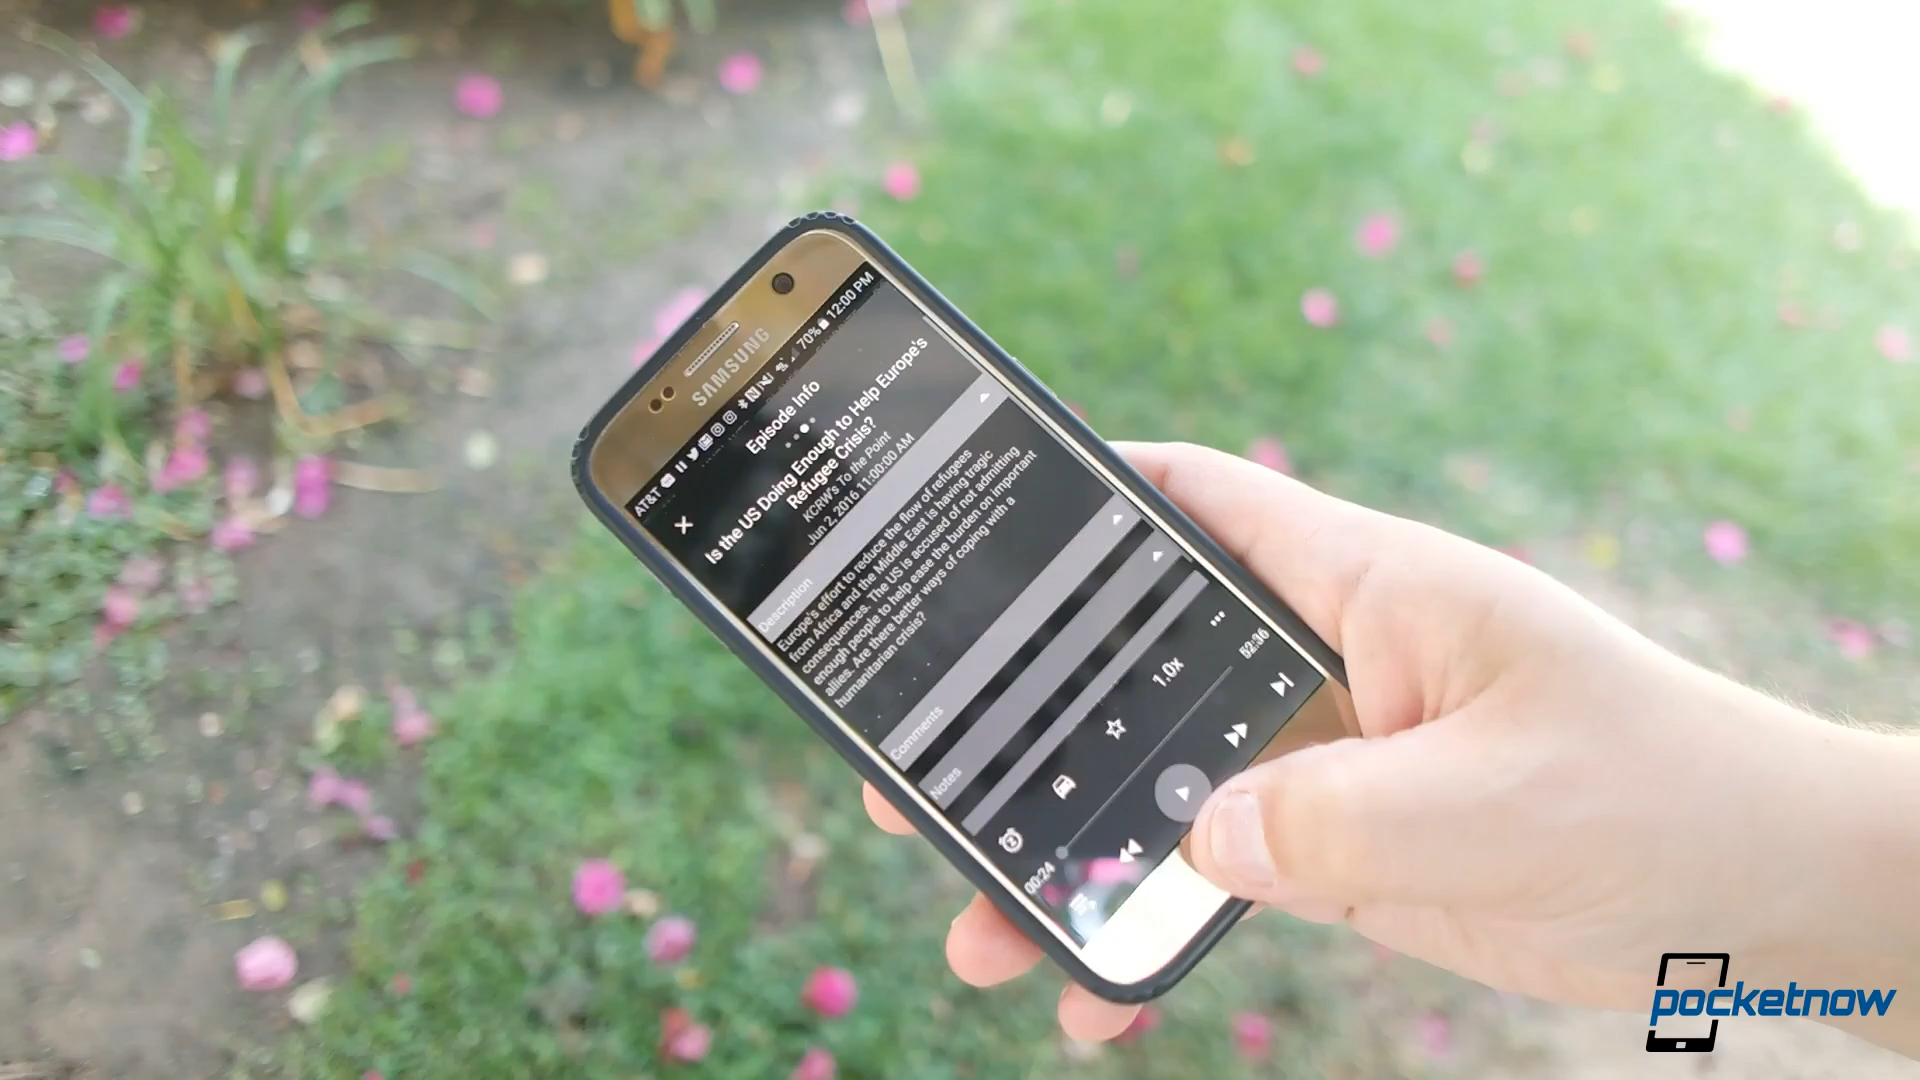 SAMSUNG
AT&T 70% 12:00 PM
Episode Info
Is the US Doing Enough to Help Europe's
Refugee Crisis?
KCRW's To the Point
Jun 2, 2016 11:00:00 AM
Description
Europe's effort to reduce the flow of refugees
from Africa and the Middle East is having tragic
consequences. The US is accused of not admitting
enough people to help ease the burden on important
allies. Are there better ways of coping with a
humanitarian crisis?
Comments
Notes
1.0x
00:24
52:36
pocketnow